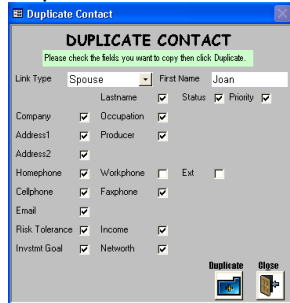 Duplicate Contact
DUPLICATE CONTACT
Please check the fields you want to copy then click Duplicate.
Link Type Spouse First Name Joan
Lastname Status Priority
Company Occupation
Address1 Producer
Address2
Homephone Workphone Ext
Cellphone Faxphone
Email
Risk Tolerance Income
Invstmt Goal Networth
Duplicate Close